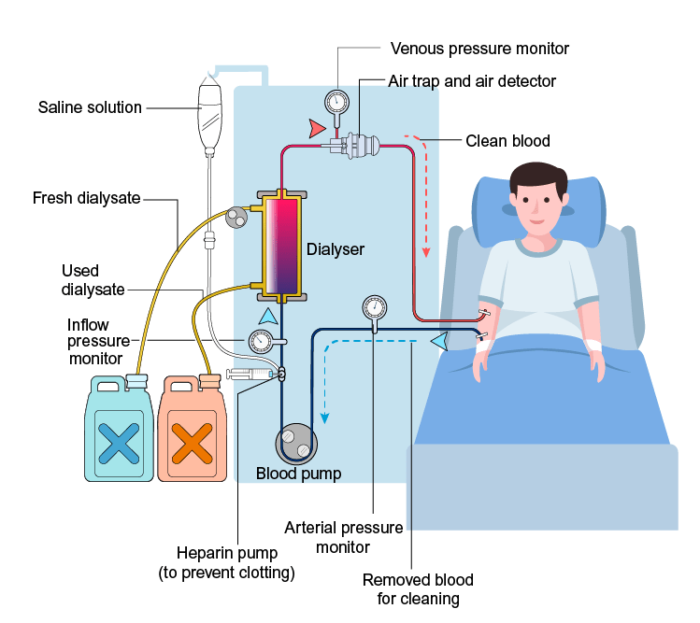 Venous pressure monitor
Air trap and air detector
Saline solution
Clean blood
Fresh dialysate
Dialyser
Used
dialysate
Inflow
pressure
monitor
Blood pump
Arterial pressure
monitor
Heparin pump
(to prevent clotting)
Removed blood
for cleaning